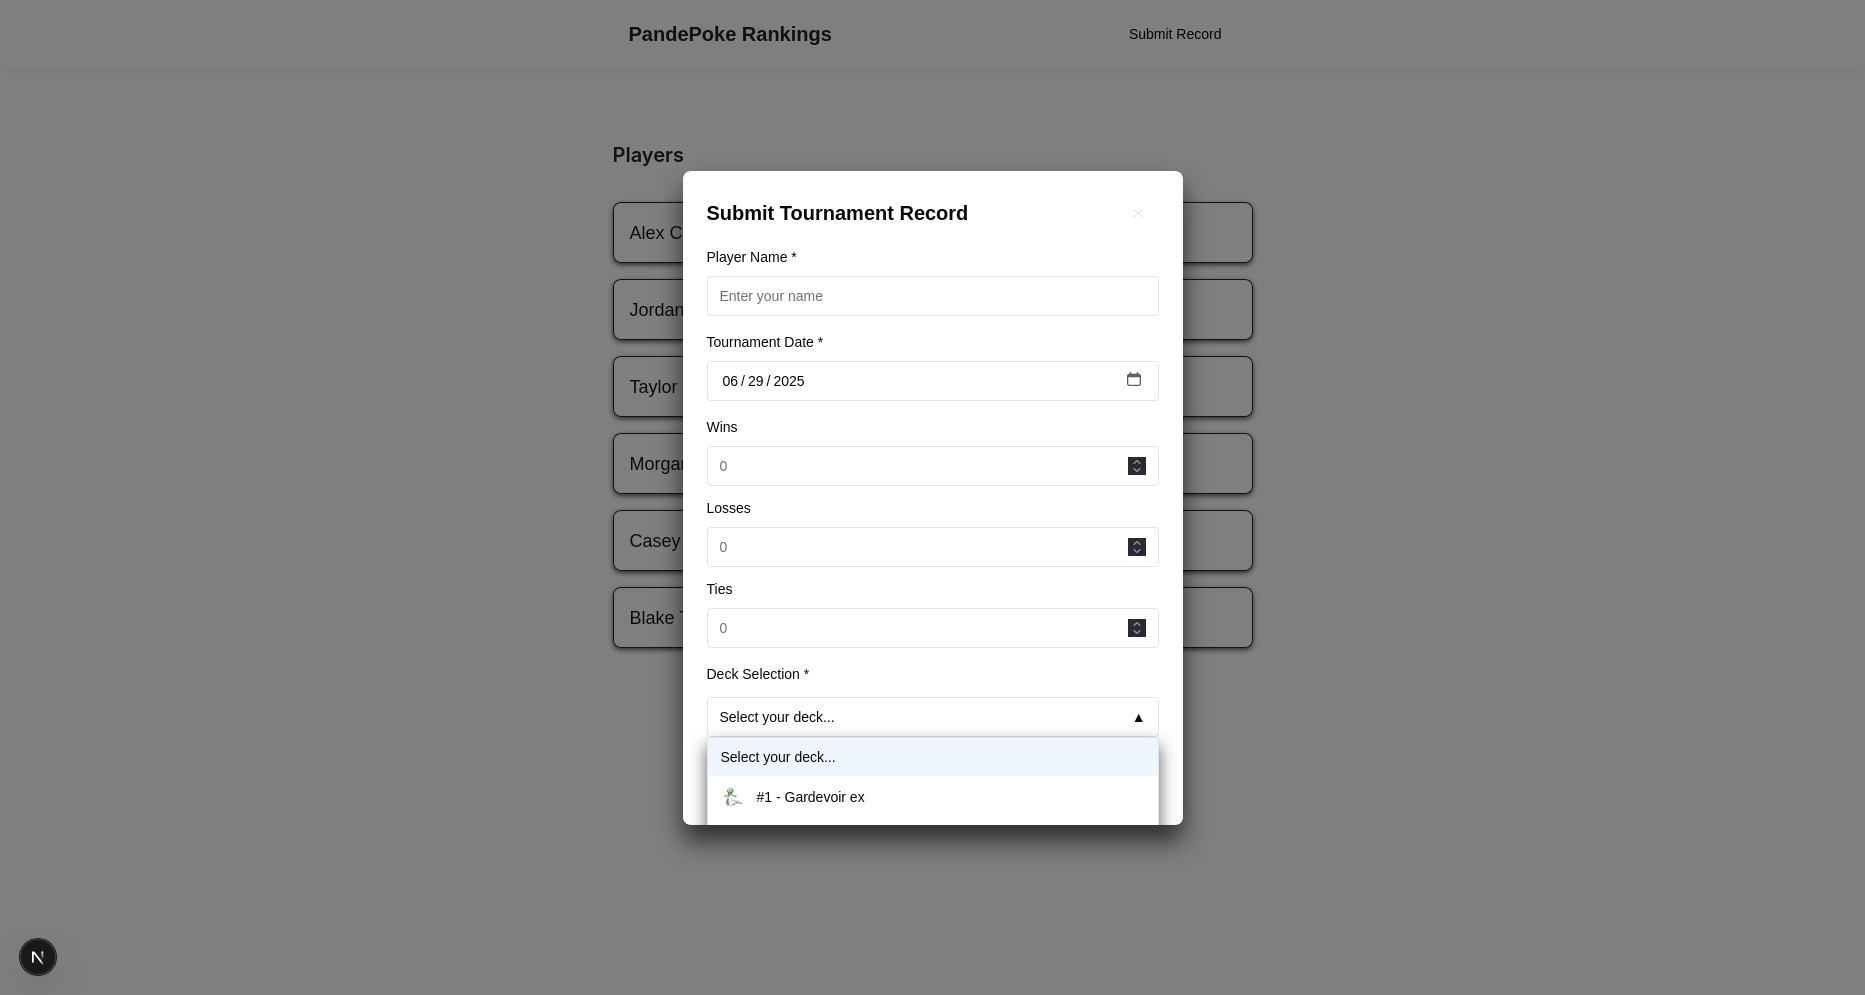 PandePoke Rankings
Submit Record
Players
Submit Tournament Record
×
Alex C
Player Name *
Enter your name
Jordan
Tournament Date *
06 / 29 / 2025
Taylor
Wins
0
Morgan
Losses
0
Casey
Ties
0
Blake T
Deck Selection *
Select your deck...
▲
Select your deck...
#1 - Gardevoir ex
N